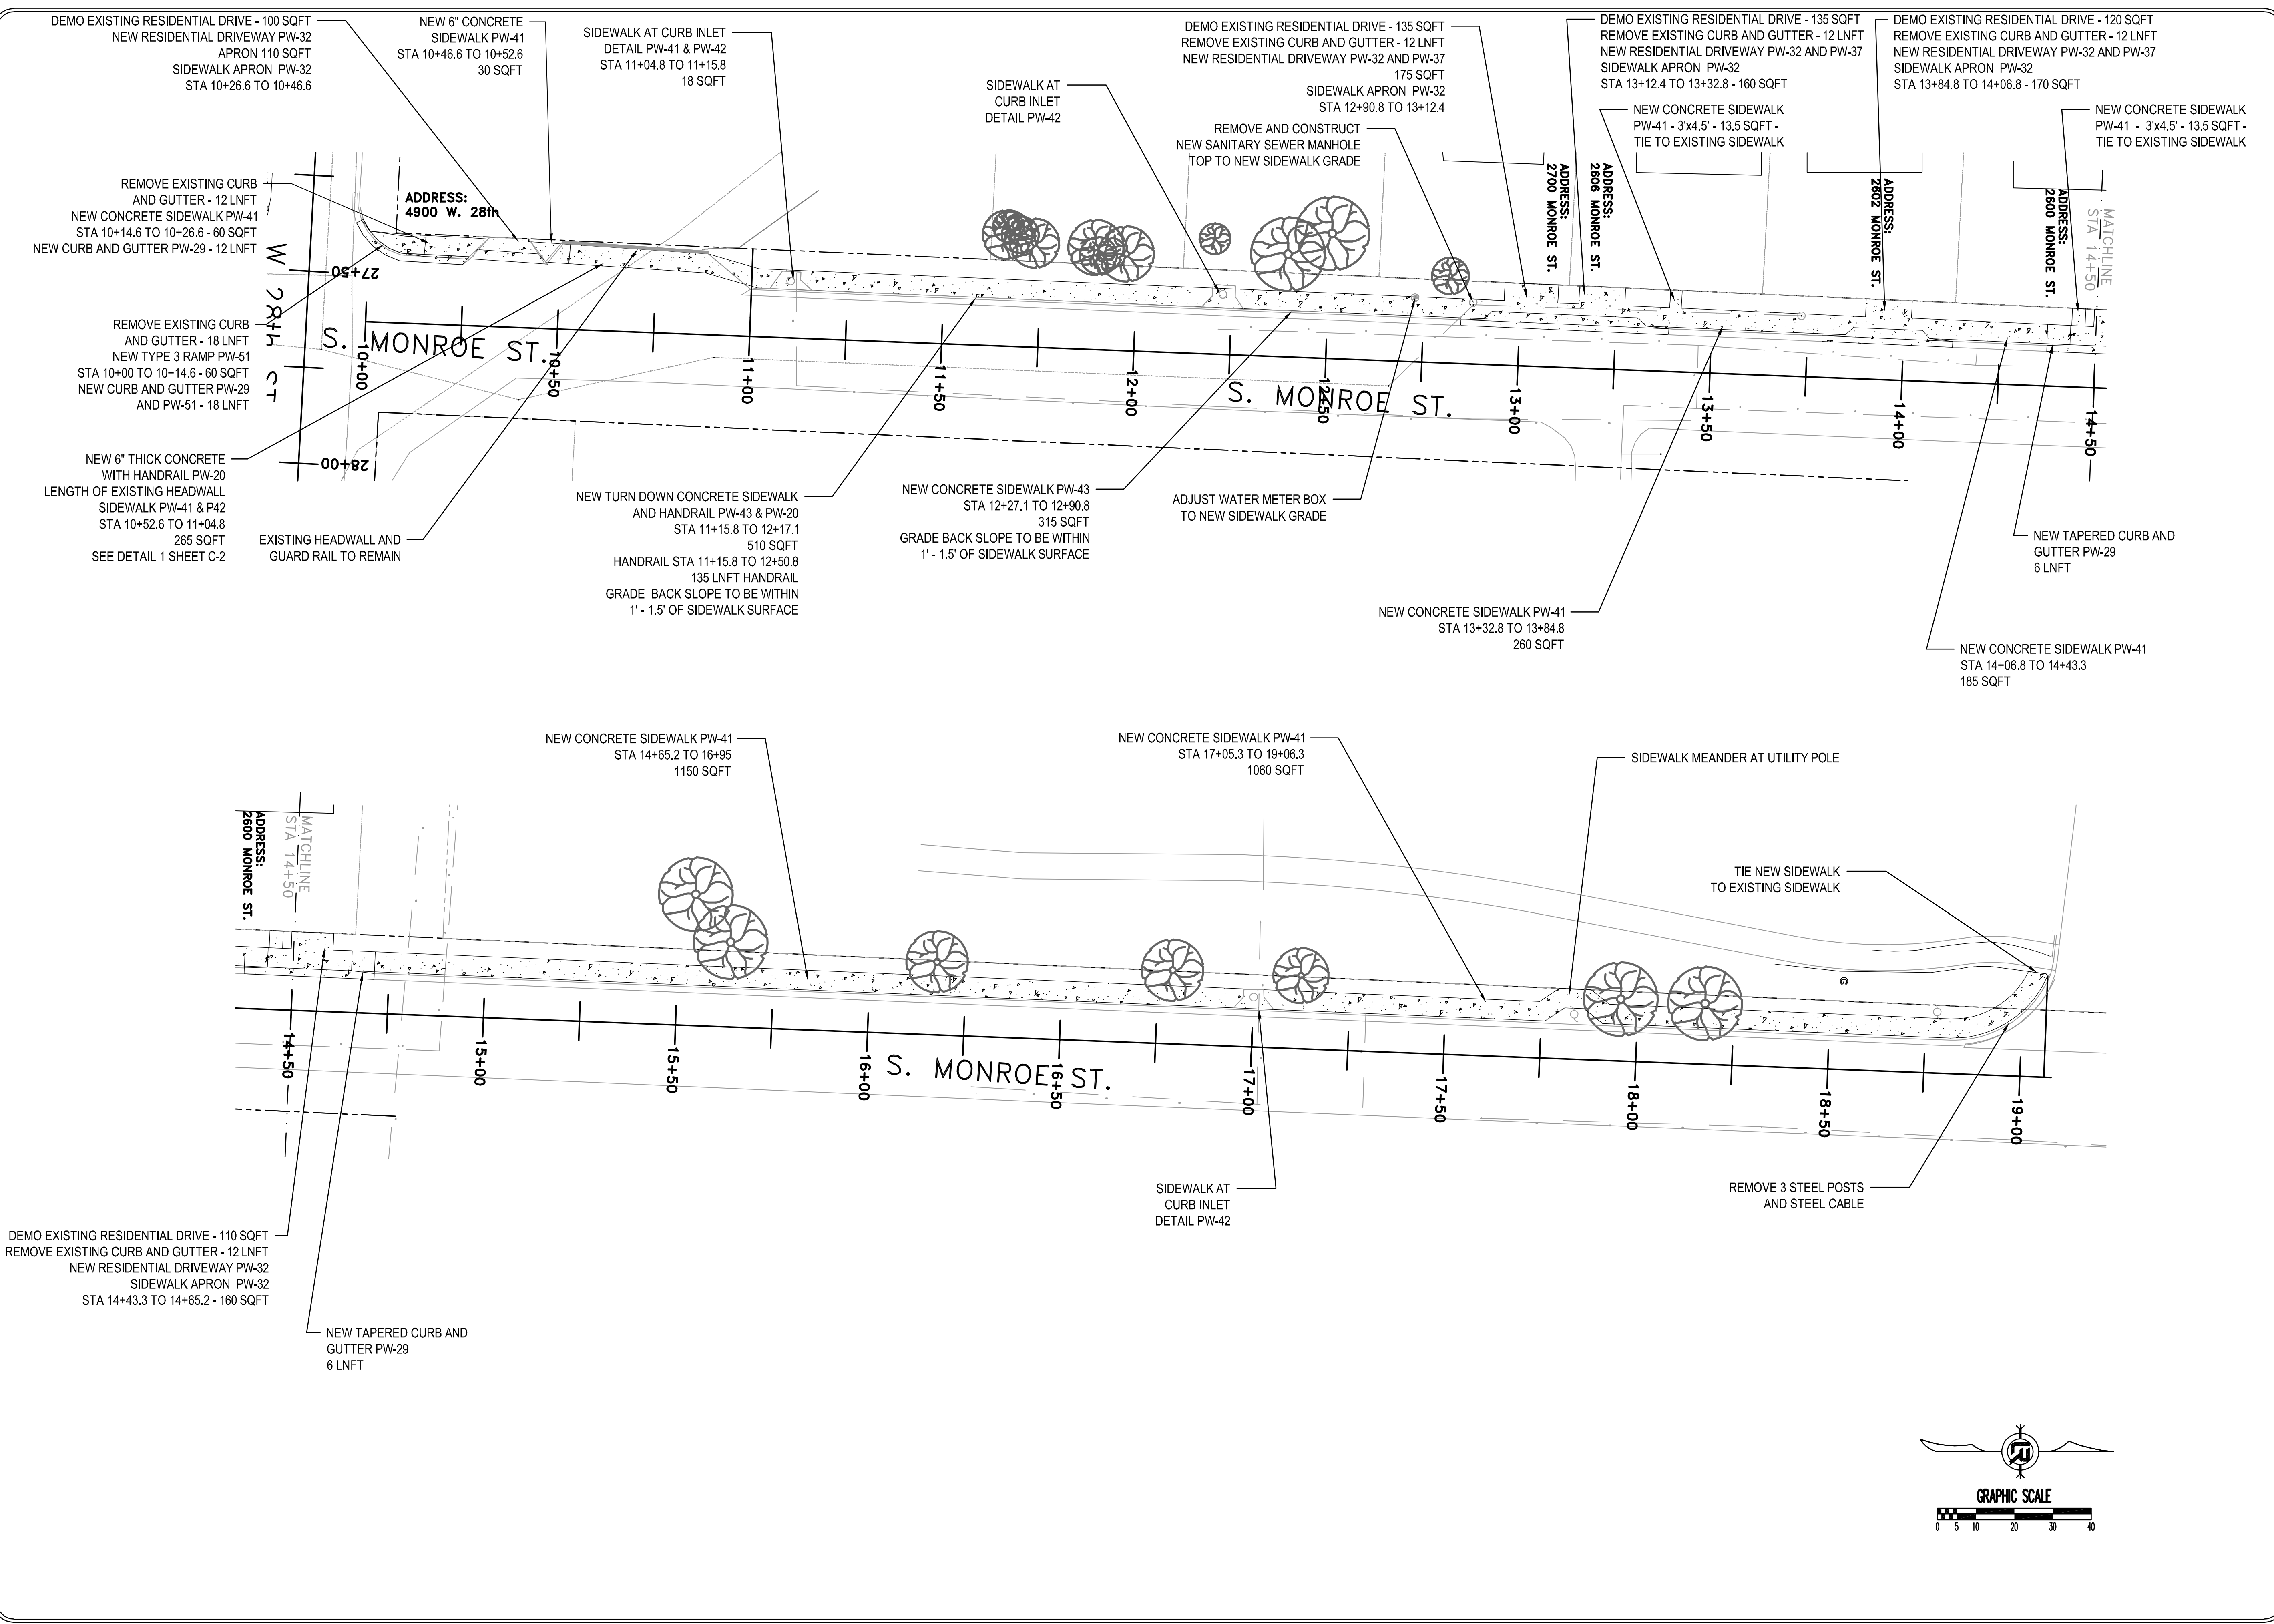 DEMO EXISTING RESIDENTIAL DRIVE - 100 SQFT
NEW RESIDENTIAL DRIVEWAY PW-32
APRON 110 SQFT
SIDEWALK APRON PW-32
STA 10+26.6 TO 10+46.6
NEW 6" CONCRETE
SIDEWALK PW-41
STA 10+46.6 TO 10+52.6
30 SQFT
SIDEWALK AT CURB INLET
DETAIL PW-41 & PW-42
STA 11+04.8 TO 11+15.8
18 SQFT
SIDEWALK AT
CURB INLET
DETAIL PW-42
DEMO EXISTING RESIDENTIAL DRIVE - 135 SQFT
REMOVE EXISTING CURB AND GUTTER - 12 LNFT
NEW RESIDENTIAL DRIVEWAY PW-32 AND PW-37
175 SQFT
SIDEWALK APRON PW-32
STA 12+90.8 TO 13+12.4
REMOVE AND CONSTRUCT
NEW SANITARY SEWER MANHOLE
TOP TO NEW SIDEWALK GRADE
DEMO EXISTING RESIDENTIAL DRIVE - 135 SQFT
REMOVE EXISTING CURB AND GUTTER - 12 LNFT
NEW RESIDENTIAL DRIVEWAY PW-32 AND PW-37
SIDEWALK APRON PW-32
STA 13+12.4 TO 13+32.8 - 160 SQFT
NEW CONCRETE SIDEWALK
PW-41 - 3'x4.5' - 13.5 SQFT -
TIE TO EXISTING SIDEWALK
DEMO EXISTING RESIDENTIAL DRIVE - 120 SQFT
REMOVE EXISTING CURB AND GUTTER - 12 LNFT
NEW RESIDENTIAL DRIVEWAY PW-32 AND PW-37
SIDEWALK APRON PW-32
STA 13+84.8 TO 14+06.8 - 170 SQFT
NEW CONCRETE SIDEWALK
PW-41 - 3'x4.5' - 13.5 SQFT -
TIE TO EXISTING SIDEWALK
REMOVE EXISTING CURB
AND GUTTER - 12 LNFT
NEW CONCRETE SIDEWALK PW-41
STA 10+14.6 TO 10+26.6 - 60 SQFT
NEW CURB AND GUTTER PW-29 - 12 LNFT
ADDRESS:
4900 W. 28th
ADDRESS:
2700 MONROE ST.
ADDRESS:
2606 MONROE ST.
ADDRESS:
2602 MONROE ST.
ADDRESS:
2600 MONROE ST.
MATCHLINE
STA 14+50
W 28th ST
27+50
28+00
REMOVE EXISTING CURB
AND GUTTER - 18 LNFT
NEW TYPE 3 RAMP PW-51
STA 10+00 TO 10+14.6 - 60 SQFT
NEW CURB AND GUTTER PW-29
AND PW-51 - 18 LNFT
S. MONROE ST.
S. MONROE ST.
10+00
10+50
11+00
11+50
12+00
12+50
13+00
13+50
14+00
14+50
NEW 6" THICK CONCRETE
WITH HANDRAIL PW-20
LENGTH OF EXISTING HEADWALL
SIDEWALK PW-41 & P42
STA 10+52.6 TO 11+04.8
265 SQFT
SEE DETAIL 1 SHEET C-2
EXISTING HEADWALL AND
GUARD RAIL TO REMAIN
NEW TURN DOWN CONCRETE SIDEWALK
AND HANDRAIL PW-43 & PW-20
STA 11+15.8 TO 12+17.1
510 SQFT
HANDRAIL STA 11+15.8 TO 12+50.8
135 LNFT HANDRAIL
GRADE BACK SLOPE TO BE WITHIN
1' - 1.5' OF SIDEWALK SURFACE
NEW CONCRETE SIDEWALK PW-43
STA 12+27.1 TO 12+90.8
315 SQFT
GRADE BACK SLOPE TO BE WITHIN
1' - 1.5' OF SIDEWALK SURFACE
ADJUST WATER METER BOX
TO NEW SIDEWALK GRADE
NEW CONCRETE SIDEWALK PW-41
STA 13+32.8 TO 13+84.8
260 SQFT
NEW TAPERED CURB AND
GUTTER PW-29
6 LNFT
NEW CONCRETE SIDEWALK PW-41
STA 14+06.8 TO 14+43.3
185 SQFT
NEW CONCRETE SIDEWALK PW-41
STA 14+65.2 TO 16+95
1150 SQFT
NEW CONCRETE SIDEWALK PW-41
STA 17+05.3 TO 19+06.3
1060 SQFT
SIDEWALK MEANDER AT UTILITY POLE
TIE NEW SIDEWALK
TO EXISTING SIDEWALK
ADDRESS:
2600 MONROE ST.
MATCHLINE
STA 14+50
14+50
15+00
15+50
16+00
16+50
17+00
17+50
18+00
18+50
19+00
S. MONROE ST.
SIDEWALK AT
CURB INLET
DETAIL PW-42
REMOVE 3 STEEL POSTS
AND STEEL CABLE
DEMO EXISTING RESIDENTIAL DRIVE - 110 SQFT
REMOVE EXISTING CURB AND GUTTER - 12 LNFT
NEW RESIDENTIAL DRIVEWAY PW-32
SIDEWALK APRON PW-32
STA 14+43.3 TO 14+65.2 - 160 SQFT
NEW TAPERED CURB AND
GUTTER PW-29
6 LNFT
GRAPHIC SCALE
0 5 10 20 30 40